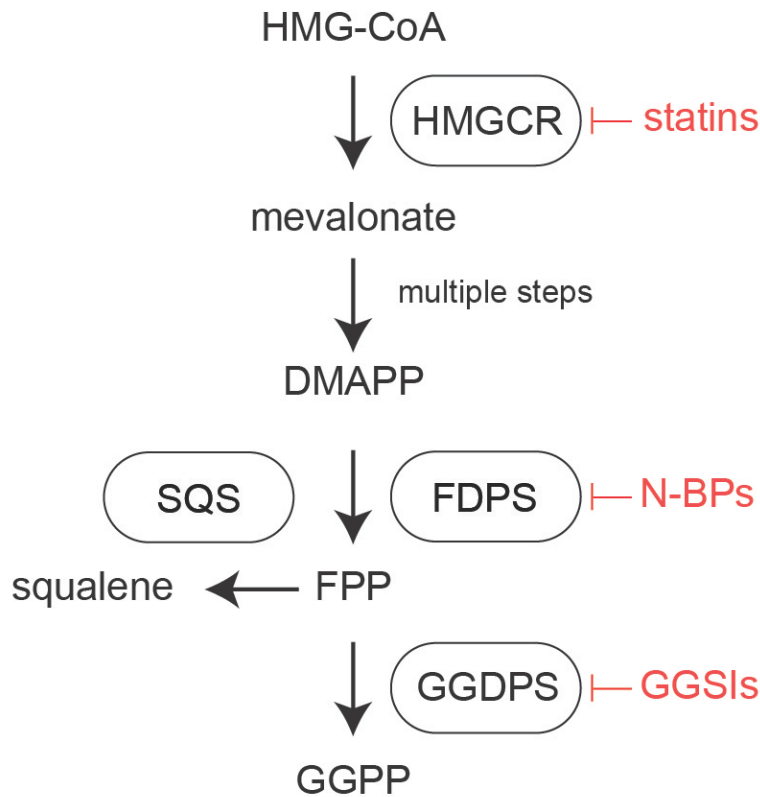 HMG-CoA
HMGCR
statins
mevalonate
multiple steps
DMAPP
SQS
FDPS
N-BPs
squalene
FPP
GGDPS
GGSIs
GGPP